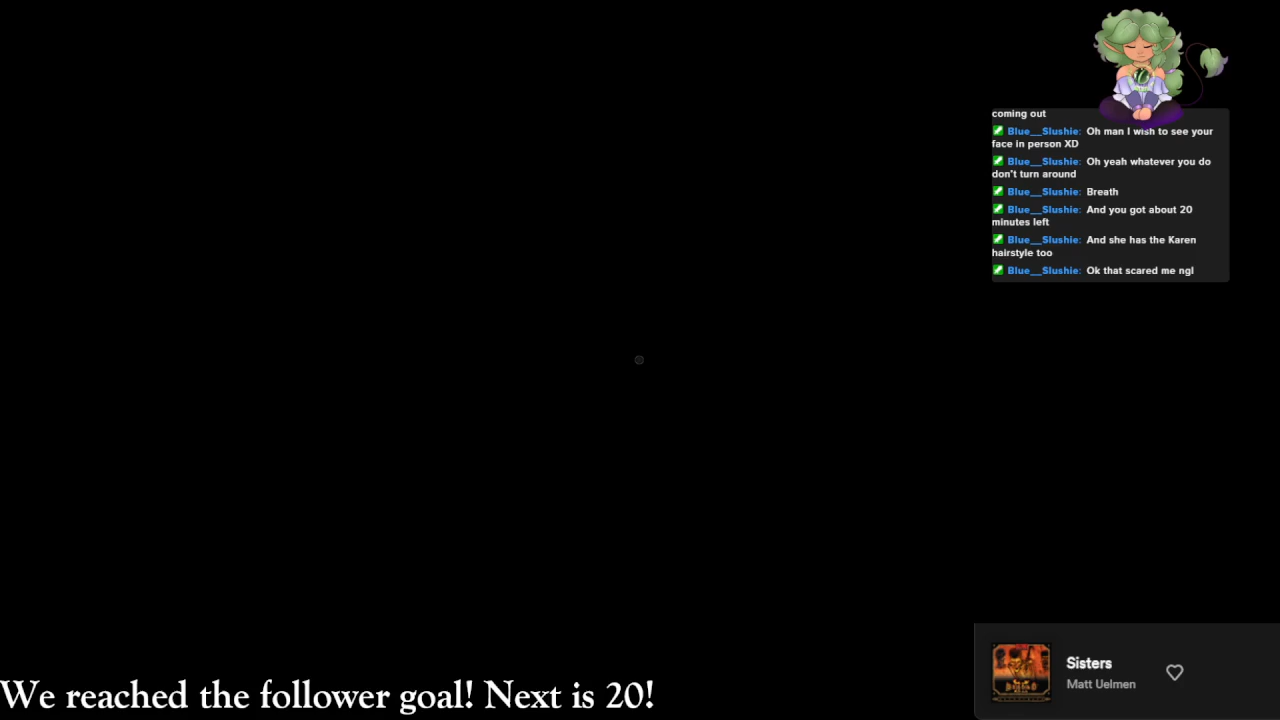 coming out
Blue__Slushie: Oh man I wish to see your
face in person XD
Blue__Slushie: Oh yeah whatever you do
don't turn around
Blue__Slushie: Breath
Blue__Slushie: And you got about 20
minutes left
Blue__Slushie: And she has the Karen
hairstyle too
Blue__Slushie: Ok that scared me ngl
Sisters
Matt Uelmen
We reached the follower goal! Next is 20!